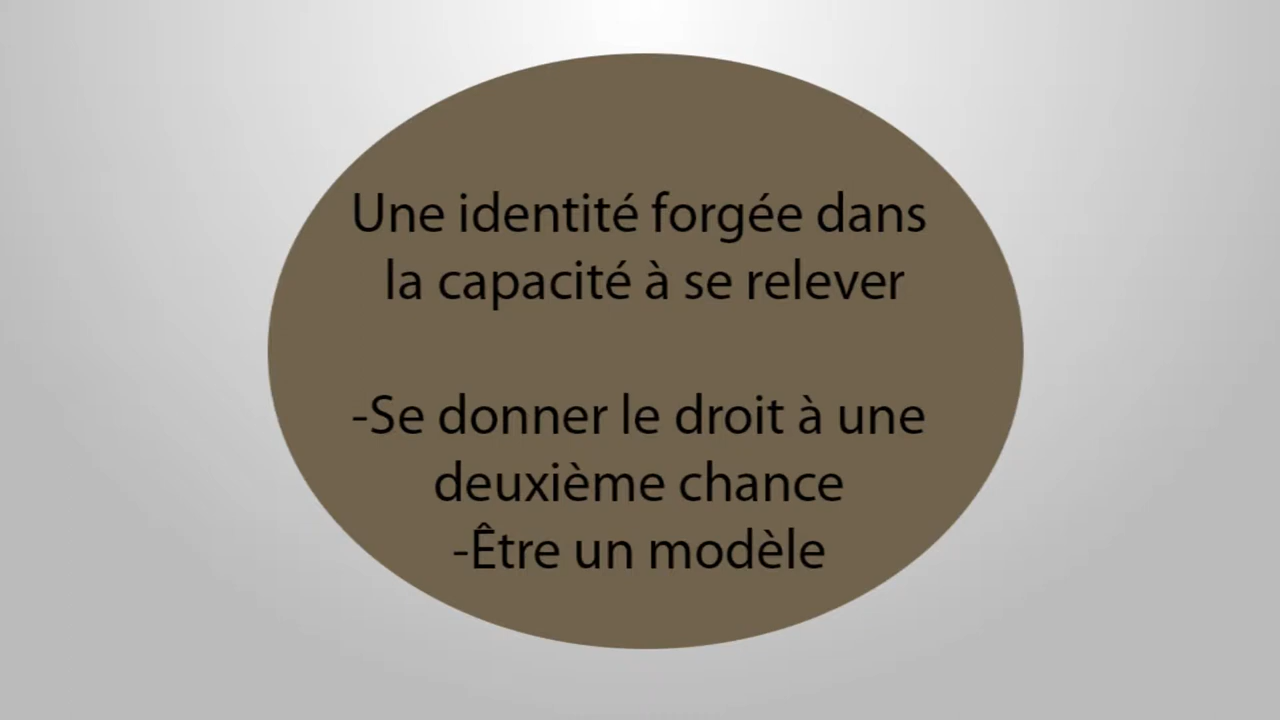 Une identité forgée dans
la capacité à se relever
-Se donner le droit à une
deuxième chance
-Être un modèle